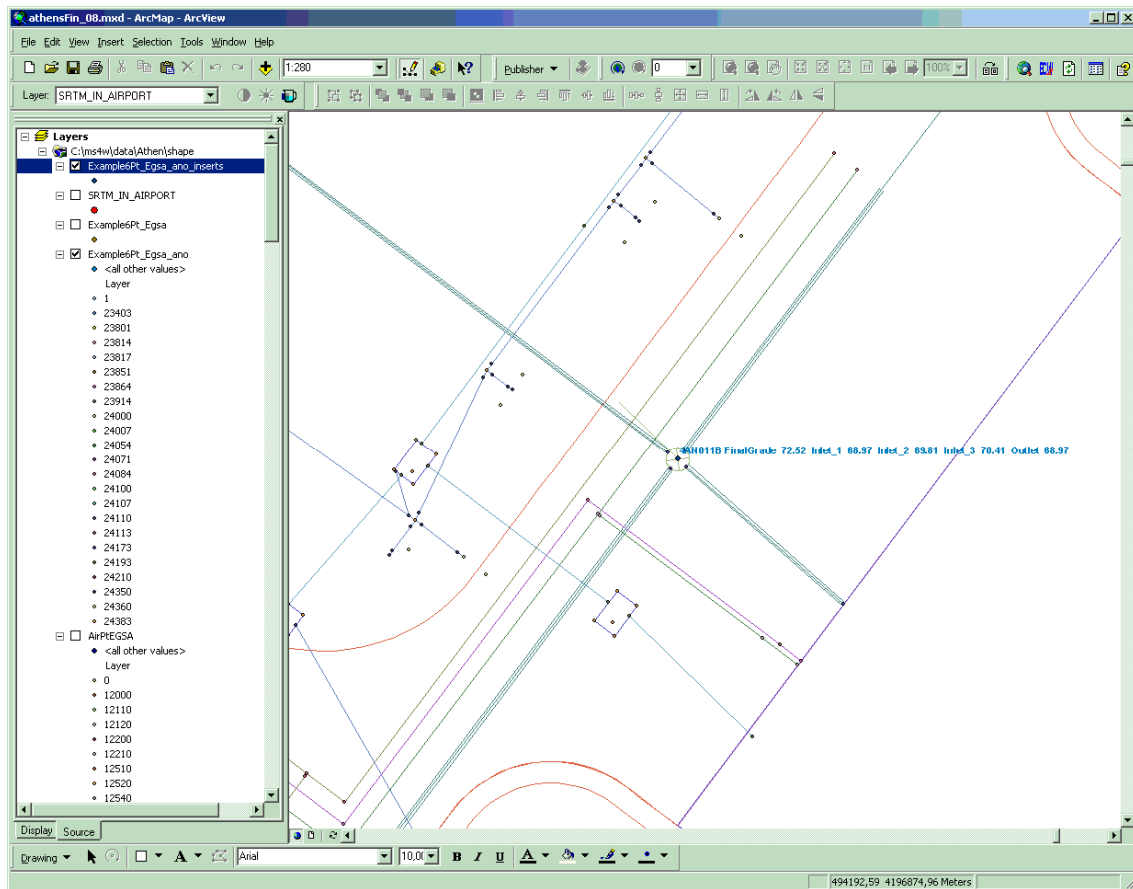 athensFin_08.mxd - ArcMap - ArcView
File Edit View Insert Selection Tools Window Help
1:280 Publisher 0 100%
Layer: SRTM_IN_AIRPORT
Layers
C:\ms4w\data\Athen\shape
Example6Pt_Egsa_ano_inserts
SRTM_IN_AIRPORT
Example6Pt_Egsa
Example6Pt_Egsa_ano
<all other values>
Layer
1
23403
23801
23814
23817
23851
23864
23914
24000
24007
24054
24071
24084
24100
24107
24110
24113
24173
24193
24210
24350
24360
24383
AirPtEGSA
<all other values>
Layer
0
12000
12110
12120
12200
12210
12510
12520
12540
4AN011B FinalGrade 72.52 Inlet_1 68.97 Inlet_2 69.81 Inlet_3 70.41 Outlet 68.97
Display Source
Drawing A Arial 10,0 B I U A
494192,59 4196874,96 Meters